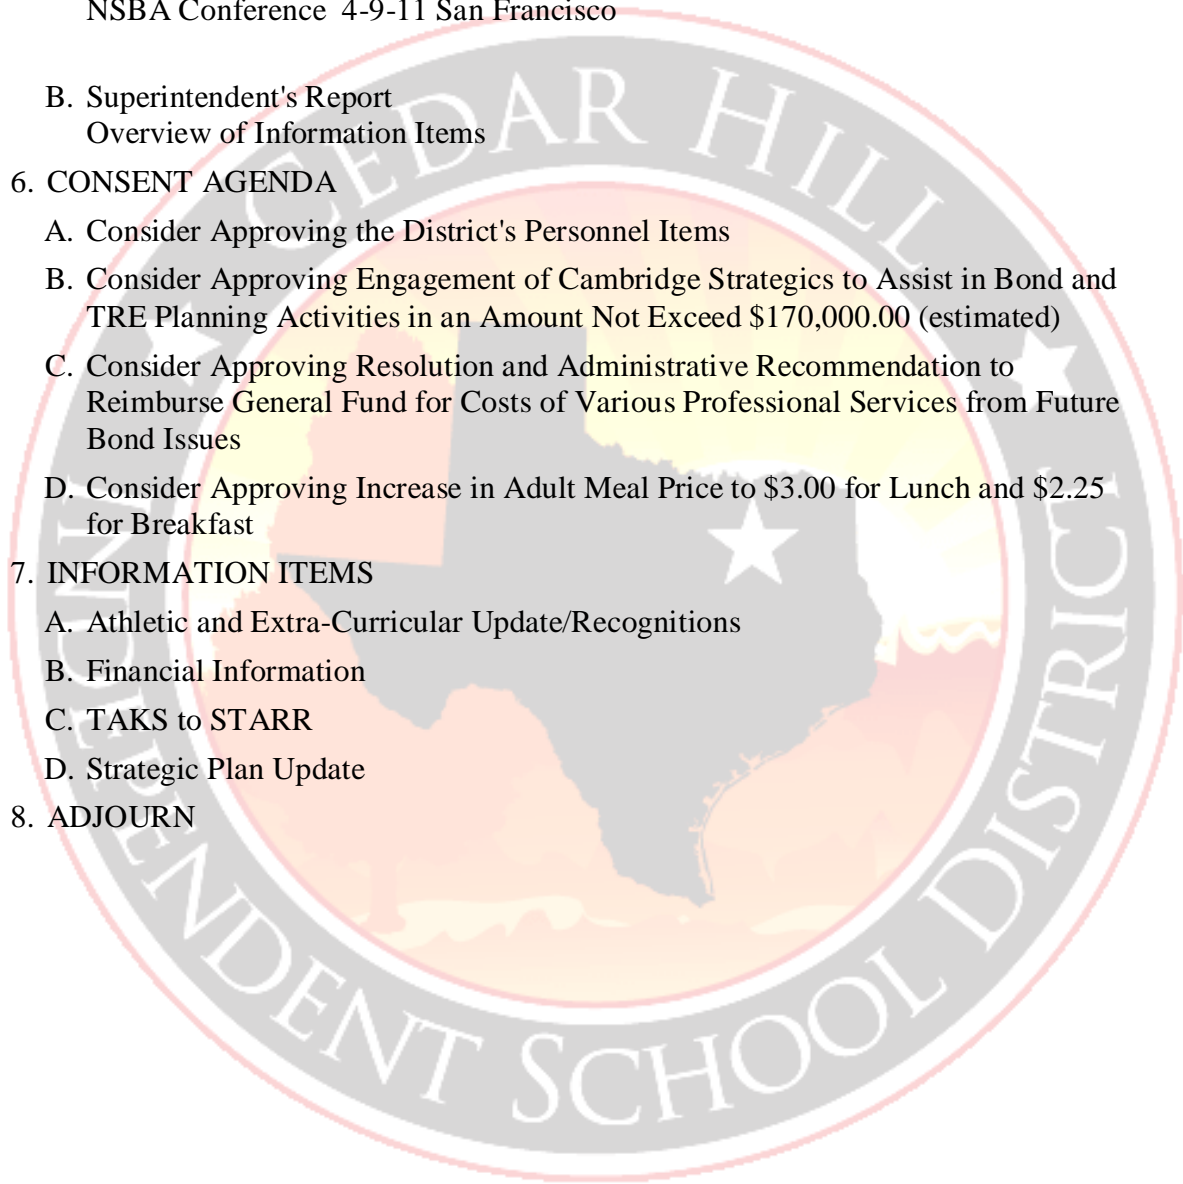 NSBA Conference 4-9-11 San Francisco
B. Superintendent's Report
Overview of Information Items
6. CONSENT AGENDA
A. Consider Approving the District's Personnel Items
B. Consider Approving Engagement of Cambridge Strategics to Assist in Bond and
TRE Planning Activities in an Amount Not Exceed $170,000.00 (estimated)
C. Consider Approving Resolution and Administrative Recommendation to
Reimburse General Fund for Costs of Various Professional Services from Future
Bond Issues
D. Consider Approving Increase in Adult Meal Price to $3.00 for Lunch and $2.25
for Breakfast
7. INFORMATION ITEMS
A. Athletic and Extra-Curricular Update/Recognitions
B. Financial Information
C. TAKS to STARR
D. Strategic Plan Update
8. ADJOURN
CEDAR HILL
INDEPENDENT SCHOOL DISTRICT